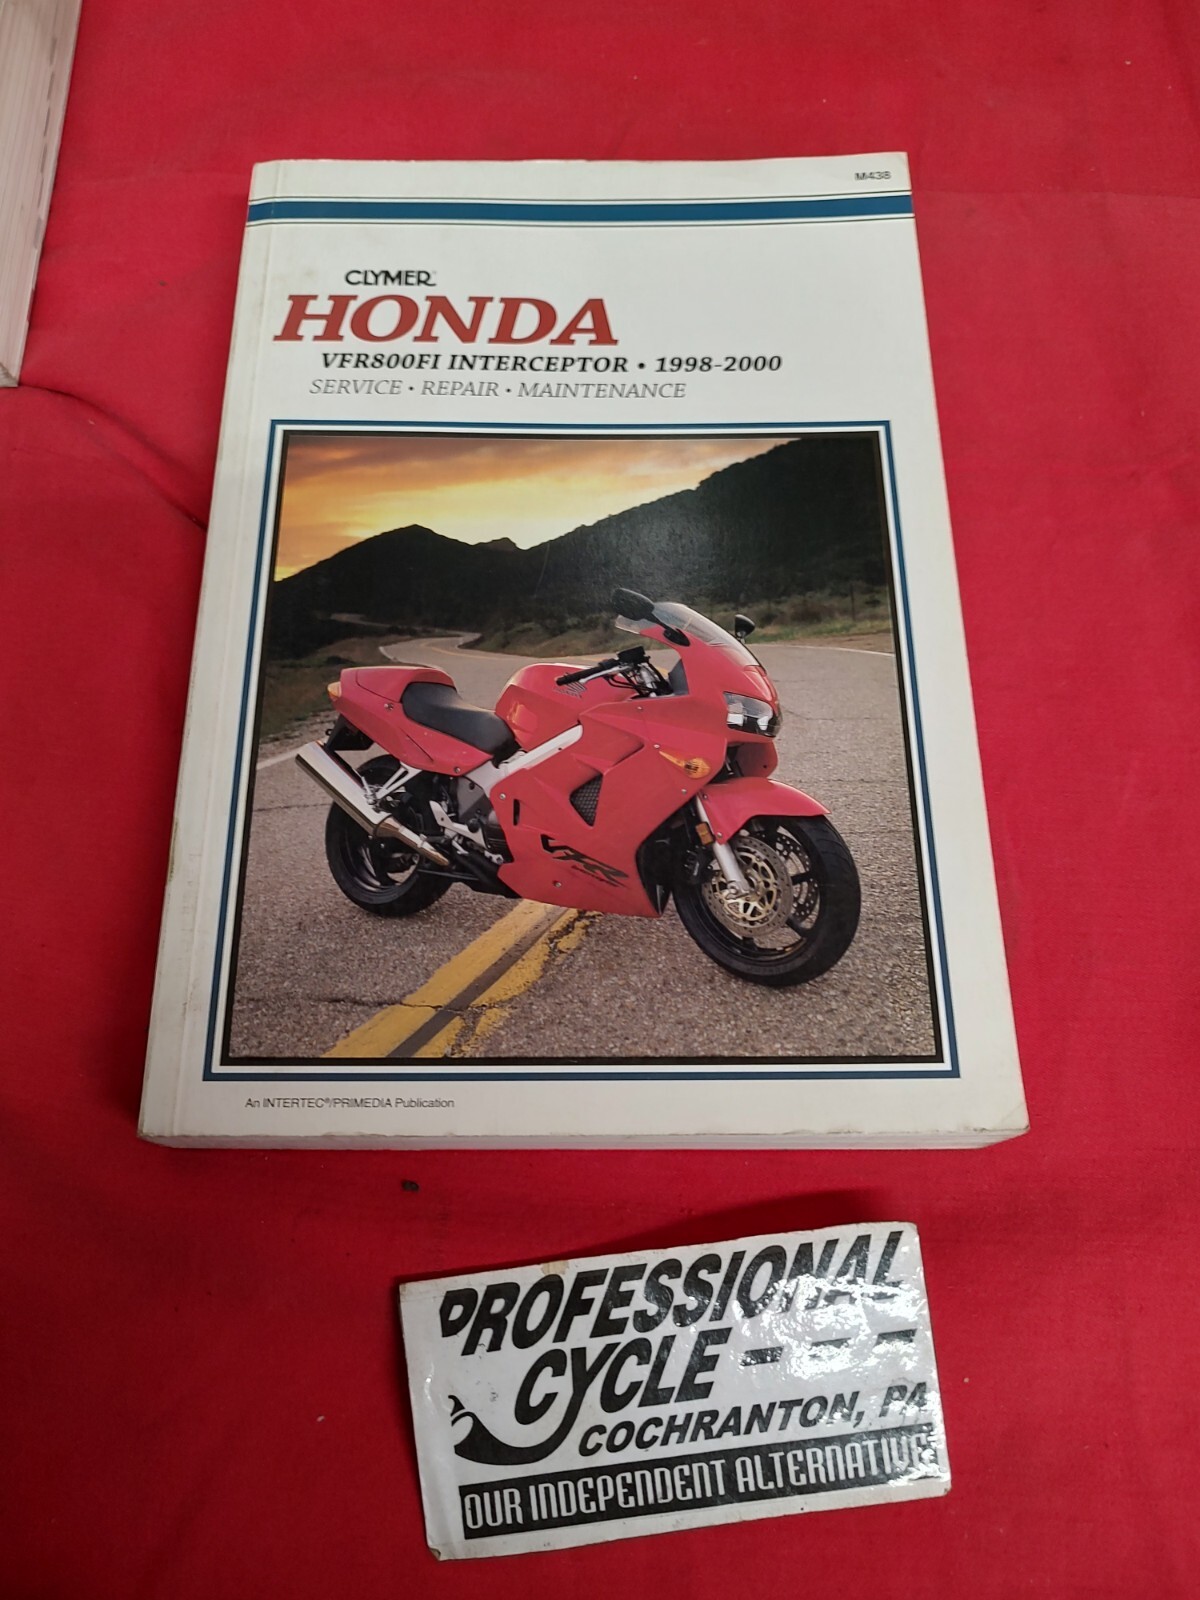 M438
CLYMER®
HONDA
VFR800FI INTERCEPTOR • 1998-2000
SERVICE • REPAIR • MAINTENANCE
VFR
An INTERTEC®/PRIMEDIA Publication
PROFESSIONAL
CYCLE - - -
COCHRANTON, PA
OUR INDEPENDENT ALTERNATIVE